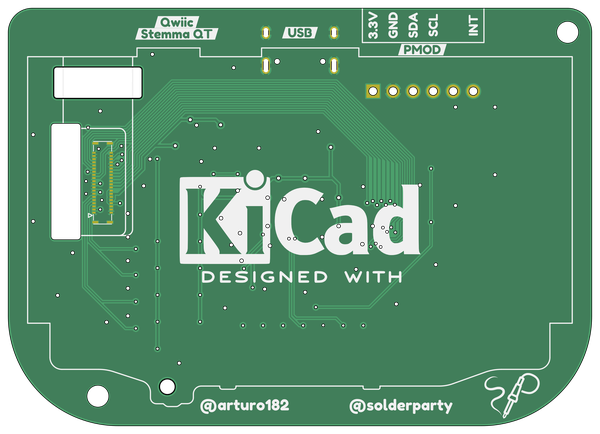 Qwiic
Stemma QT
USB
3.3V
GND
SDA
SCL
INT
PMOD
KiCad
DESIGNED WITH
@arturo182
@solderparty